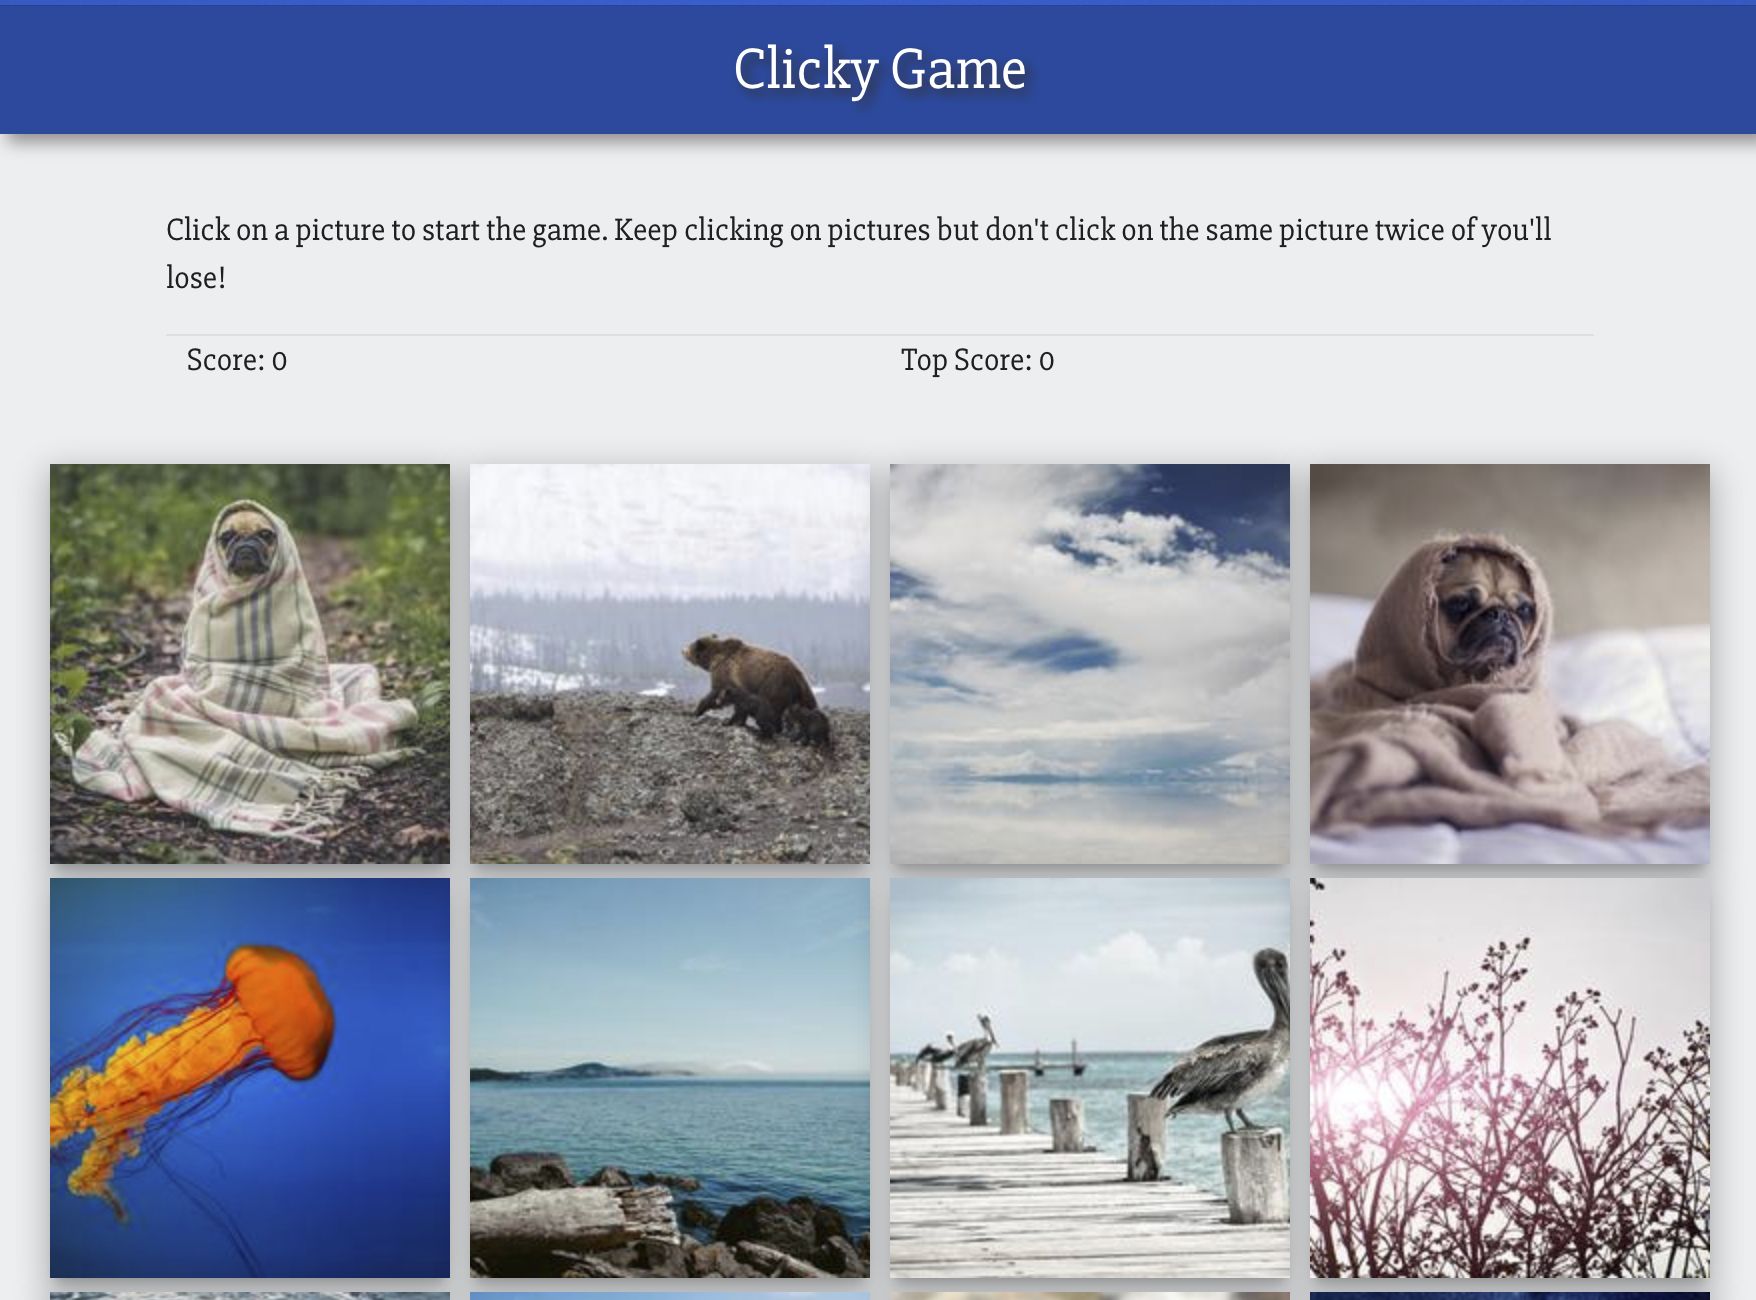 Clicky Game
Click on a picture to start the game. Keep clicking on pictures but don't click on the same picture twice of you'll
lose!
Score: 0
Top Score: 0